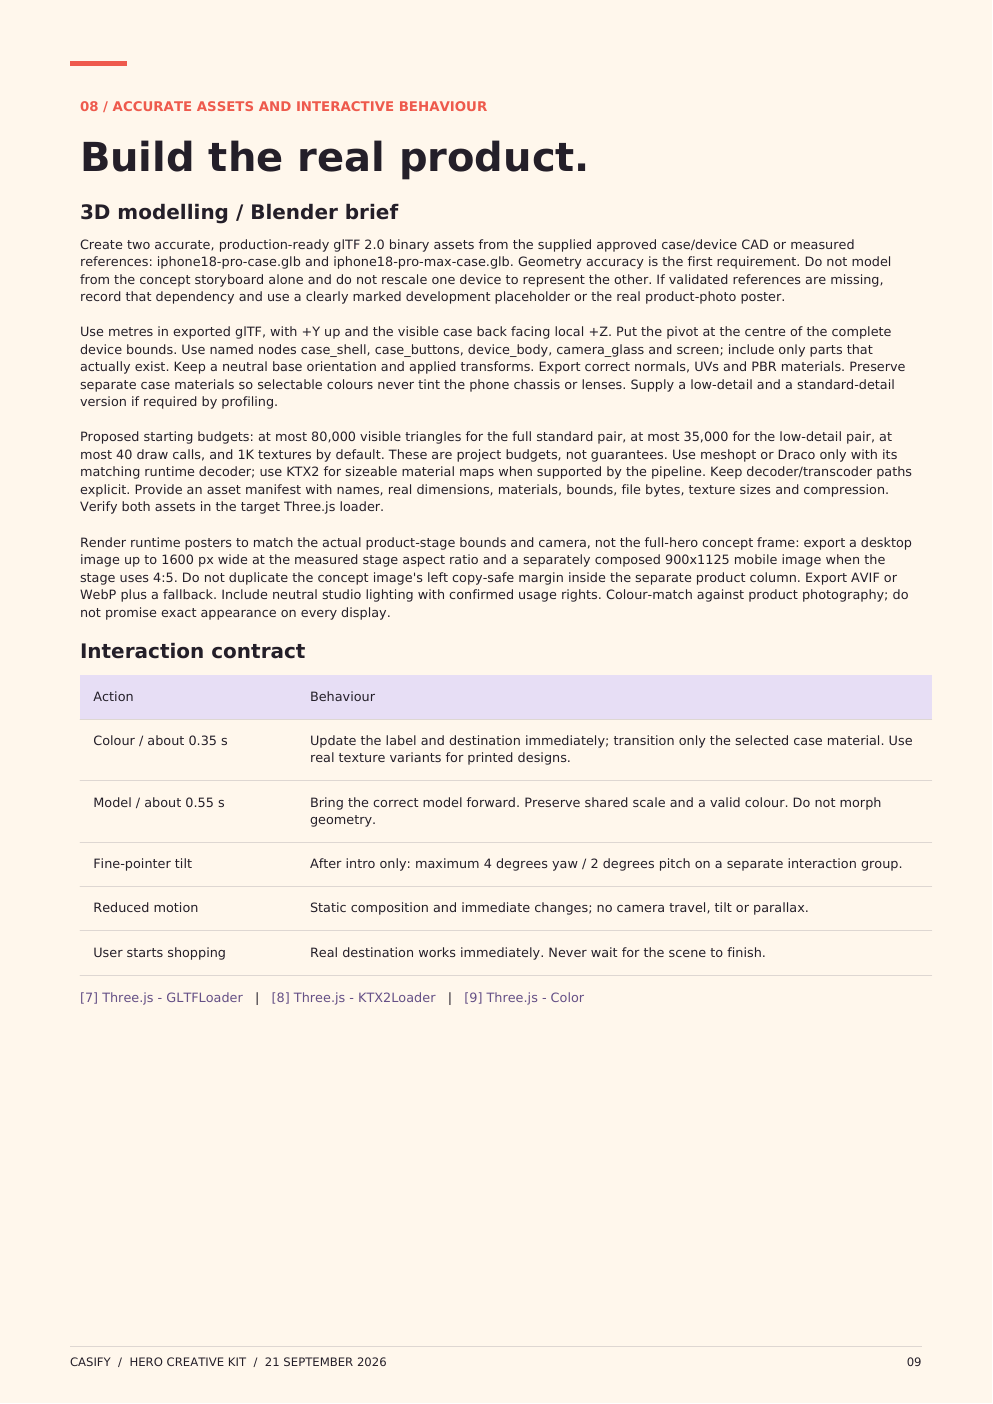 08 / ACCURATE ASSETS AND INTERACTIVE BEHAVIOUR
Build the real product.
3D modelling / Blender brief
Create two accurate, production-ready glTF 2.0 binary assets from the supplied approved case/device CAD or measured
references: iphone18-pro-case.glb and iphone18-pro-max-case.glb. Geometry accuracy is the first requirement. Do not model
from the concept storyboard alone and do not rescale one device to represent the other. If validated references are missing,
record that dependency and use a clearly marked development placeholder or the real product-photo poster.
Use metres in exported glTF, with +Y up and the visible case back facing local +Z. Put the pivot at the centre of the complete
device bounds. Use named nodes case_shell, case_buttons, device_body, camera_glass and screen; include only parts that
actually exist. Keep a neutral base orientation and applied transforms. Export correct normals, UVs and PBR materials. Preserve
separate case materials so selectable colours never tint the phone chassis or lenses. Supply a low-detail and a standard-detail
version if required by profiling.
Proposed starting budgets: at most 80,000 visible triangles for the full standard pair, at most 35,000 for the low-detail pair, at
most 40 draw calls, and 1K textures by default. These are project budgets, not guarantees. Use meshopt or Draco only with its
matching runtime decoder; use KTX2 for sizeable material maps when supported by the pipeline. Keep decoder/transcoder paths
explicit. Provide an asset manifest with names, real dimensions, materials, bounds, file bytes, texture sizes and compression.
Verify both assets in the target Three.js loader.
Render runtime posters to match the actual product-stage bounds and camera, not the full-hero concept frame: export a desktop
image up to 1600 px wide at the measured stage aspect ratio and a separately composed 900x1125 mobile image when the
stage uses 4:5. Do not duplicate the concept image's left copy-safe margin inside the separate product column. Export AVIF or
WebP plus a fallback. Include neutral studio lighting with confirmed usage rights. Colour-match against product photography; do
not promise exact appearance on every display.
Interaction contract
Action Behaviour
Colour / about 0.35 s Update the label and destination immediately; transition only the selected case material. Use
real texture variants for printed designs.
Model / about 0.55 s Bring the correct model forward. Preserve shared scale and a valid colour. Do not morph
geometry.
Fine-pointer tilt After intro only: maximum 4 degrees yaw / 2 degrees pitch on a separate interaction group.
Reduced motion Static composition and immediate changes; no camera travel, tilt or parallax.
User starts shopping Real destination works immediately. Never wait for the scene to finish.
[7] Three.js - GLTFLoader | [8] Three.js - KTX2Loader | [9] Three.js - Color
CASIFY / HERO CREATIVE KIT / 21 SEPTEMBER 2026 09